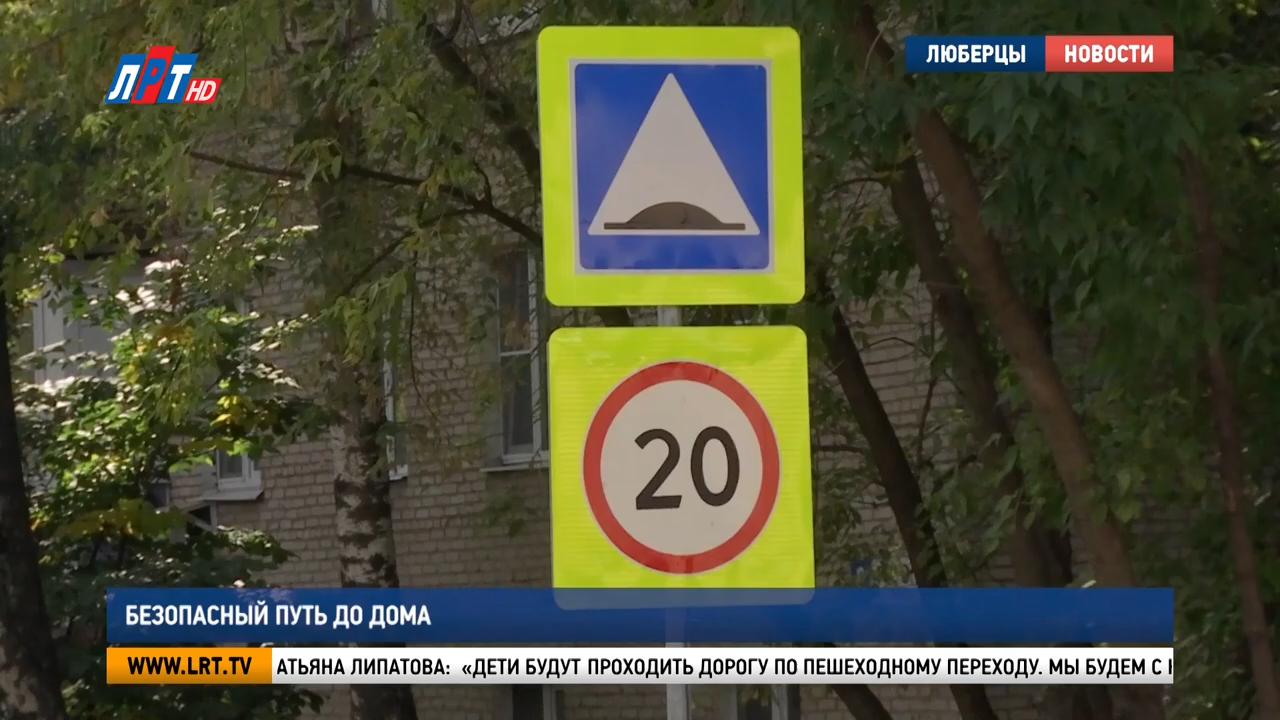 ЛРТ HD
ЛЮБЕРЦЫ НОВОСТИ
20
БЕЗОПАСНЫЙ ПУТЬ ДО ДОМА
WWW.LRT.TV АТЬЯНА ЛИПАТОВА: «ДЕТИ БУДУТ ПРОХОДИТЬ ДОРОГУ ПО ПЕШЕХОДНОМУ ПЕРЕХОДУ. МЫ БУДЕМ С